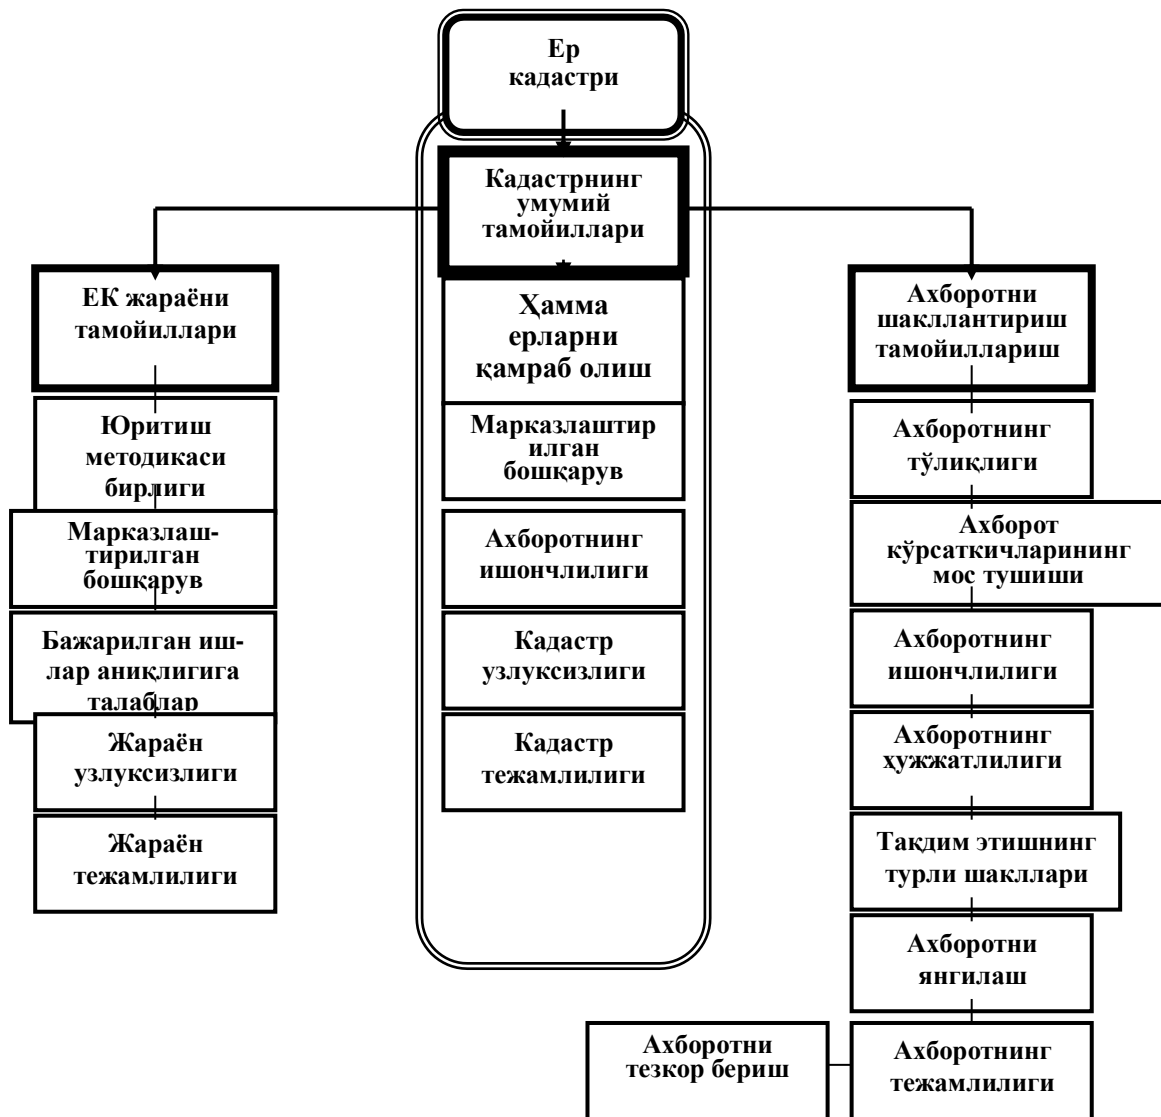 Ер
кадастри
Кадастрнинг
умумий
тамойиллари
ЕК жараёни
тамойиллари
Юритиш
методикаси
бирлиги
Марказлаш-
тирилган
бошқарув
Бажарилган иш-
лар аниқлигига
талаблар
Жараён
узлуксизлиги
Жараён
тежамлилиги
Ҳамма
ерларни
қамраб олиш
Марказлаштир
илган
бошқарув
Ахборотнинг
ишончлилиги
Кадастр
узлуксизлиги
Кадастр
тежамлилиги
Ахборотни
шакллантириш
тамойиллариш
Ахборотнинг
тўлиқлиги
Ахборот
кўрсаткичларининг
мос тушиши
Ахборотнинг
ишончлилиги
Ахборотнинг
ҳужжатлилиги
Тақдим этишнинг
турли шакллари
Ахборотни
янгилаш
Ахборотнинг
тежамлилиги
Ахборотни
тезкор бериш